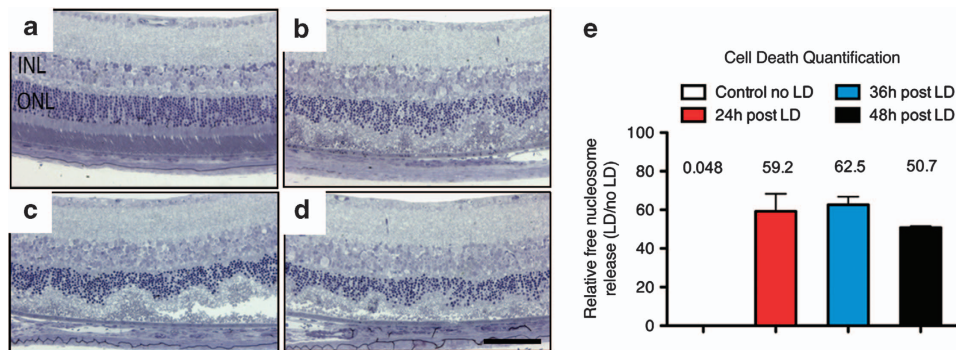 a
INL
ONL
b
c
d
e
Cell Death Quantification
Control no LD
36h post LD
24h post LD
48h post LD
Relative free nucleosome
release (LD/no LD)
100
80
60
40
20
0
0.048
59.2
62.5
50.7